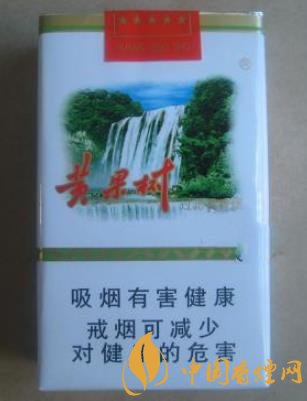 黄果树
吸烟有害健康
戒烟可减少
对健 的危害
中国香烟网